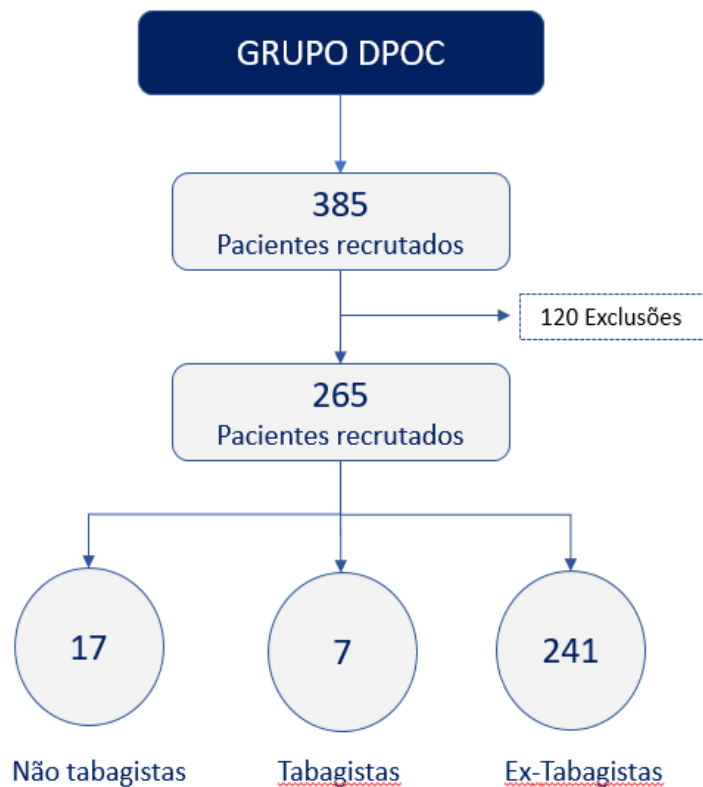 GRUPO DPOC
385
Pacientes recrutados
120 Exclusões
265
Pacientes recrutados
17
7
241
Não tabagistas
Tabagistas
Ex-Tabagistas